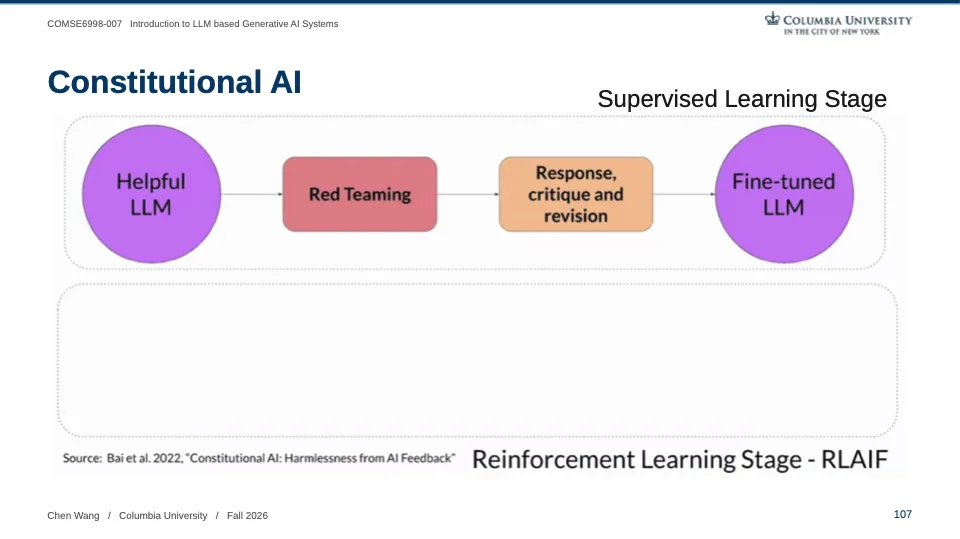 COMSE6998-007   Introduction to LLM based Generative AI Systems
COLUMBIA UNIVERSITY
IN THE CITY OF NEW YORK
Constitutional AI
Supervised Learning Stage
Helpful
LLM
Red Teaming
Response,
critique and
revision
Fine-tuned
LLM
Source: Bai et al. 2022, "Constitutional AI: Harmlessness from AI Feedback"
Reinforcement Learning Stage - RLAIF
Chen Wang   /   Columbia University   /   Fall 2026
107